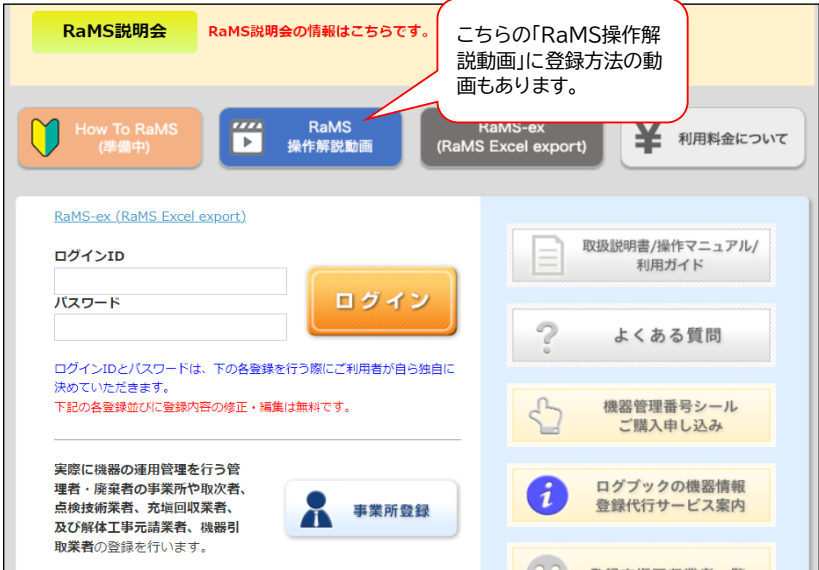 RaMS説明会
RaMS説明会の情報はこちらです。
こちらの「RaMS操作解
説動画」に登録方法の動
画もあります。
How To RaMS
(準備中)
RaMS
操作解説動画
RaMS-ex
(RaMS Excel export)
¥
利用料金について
RaMS-ex (RaMS Excel export)
ログインID
パスワード
ログイン
ログインIDとパスワードは、下の各登録を行う際にご利用者が自ら独自に
決めていただきます。
下記の各登録並びに登録内容の修正・編集は無料です。
実際に機器の運用管理を行う管
理者・廃棄者の事業所や取次者、
点検技術業者、充塡回収業者、
及び解体工事元請業者、機器引
取業者の登録を行います。
事業所登録
取扱説明書/操作マニュアル/
利用ガイド
?
よくある質問
機器管理番号シール
ご購入申し込み
i
ログブックの機器情報
登録代行サービス案内